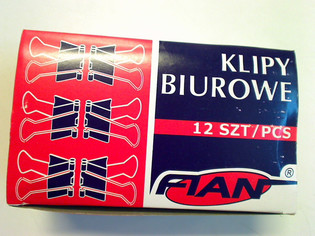 KLIPY
BIUROWE
12 SZT/PCS
FIAN®